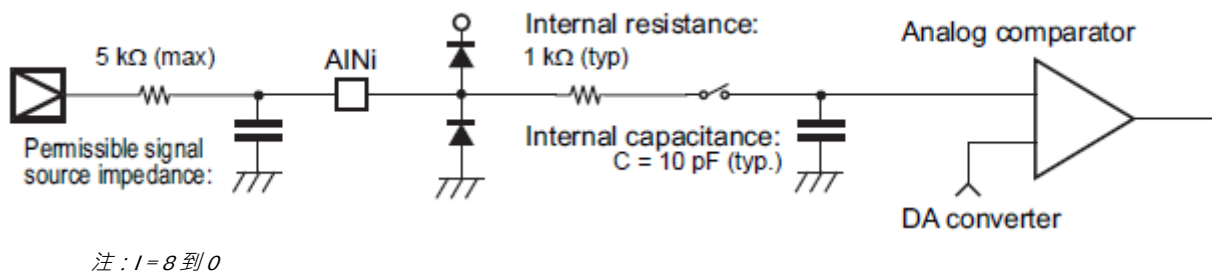 5 kΩ (max)
AINi
Internal resistance:
1 kΩ (typ)
Analog comparator
Permissible signal
source impedance:
Internal capacitance:
C = 10 pF (typ.)
DA converter
注：I = 8 到 0